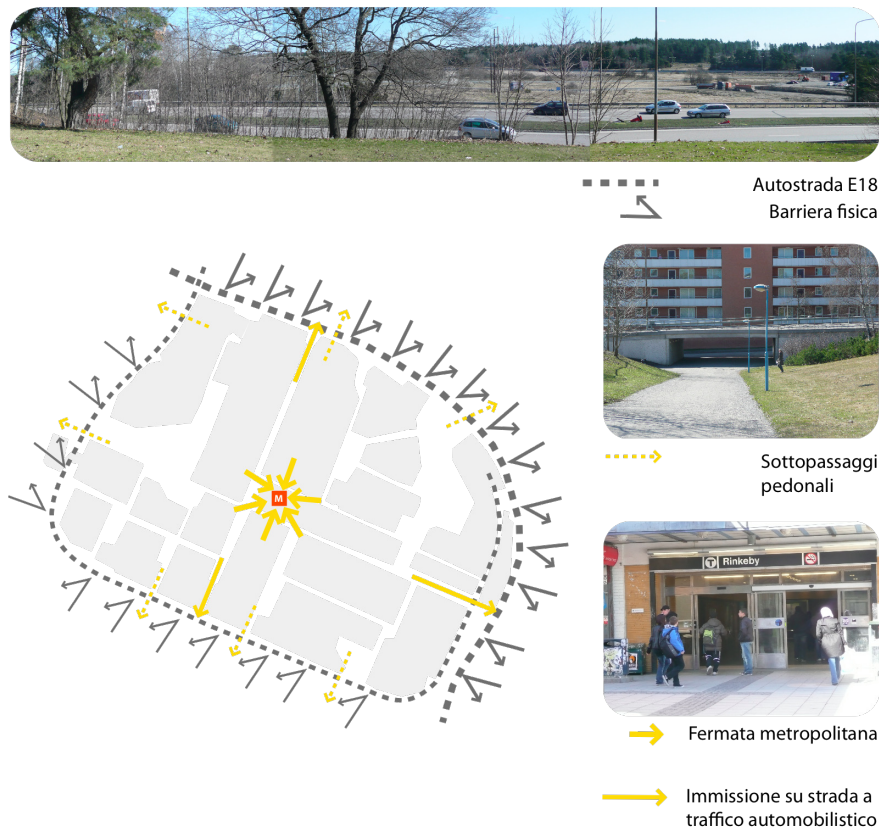 Autostrada E18
Barriera fisica
Sottopassaggi
pedonali
M
T Rinkeby
Fermata metropolitana
Immissione su strada a
traffico automobilistico